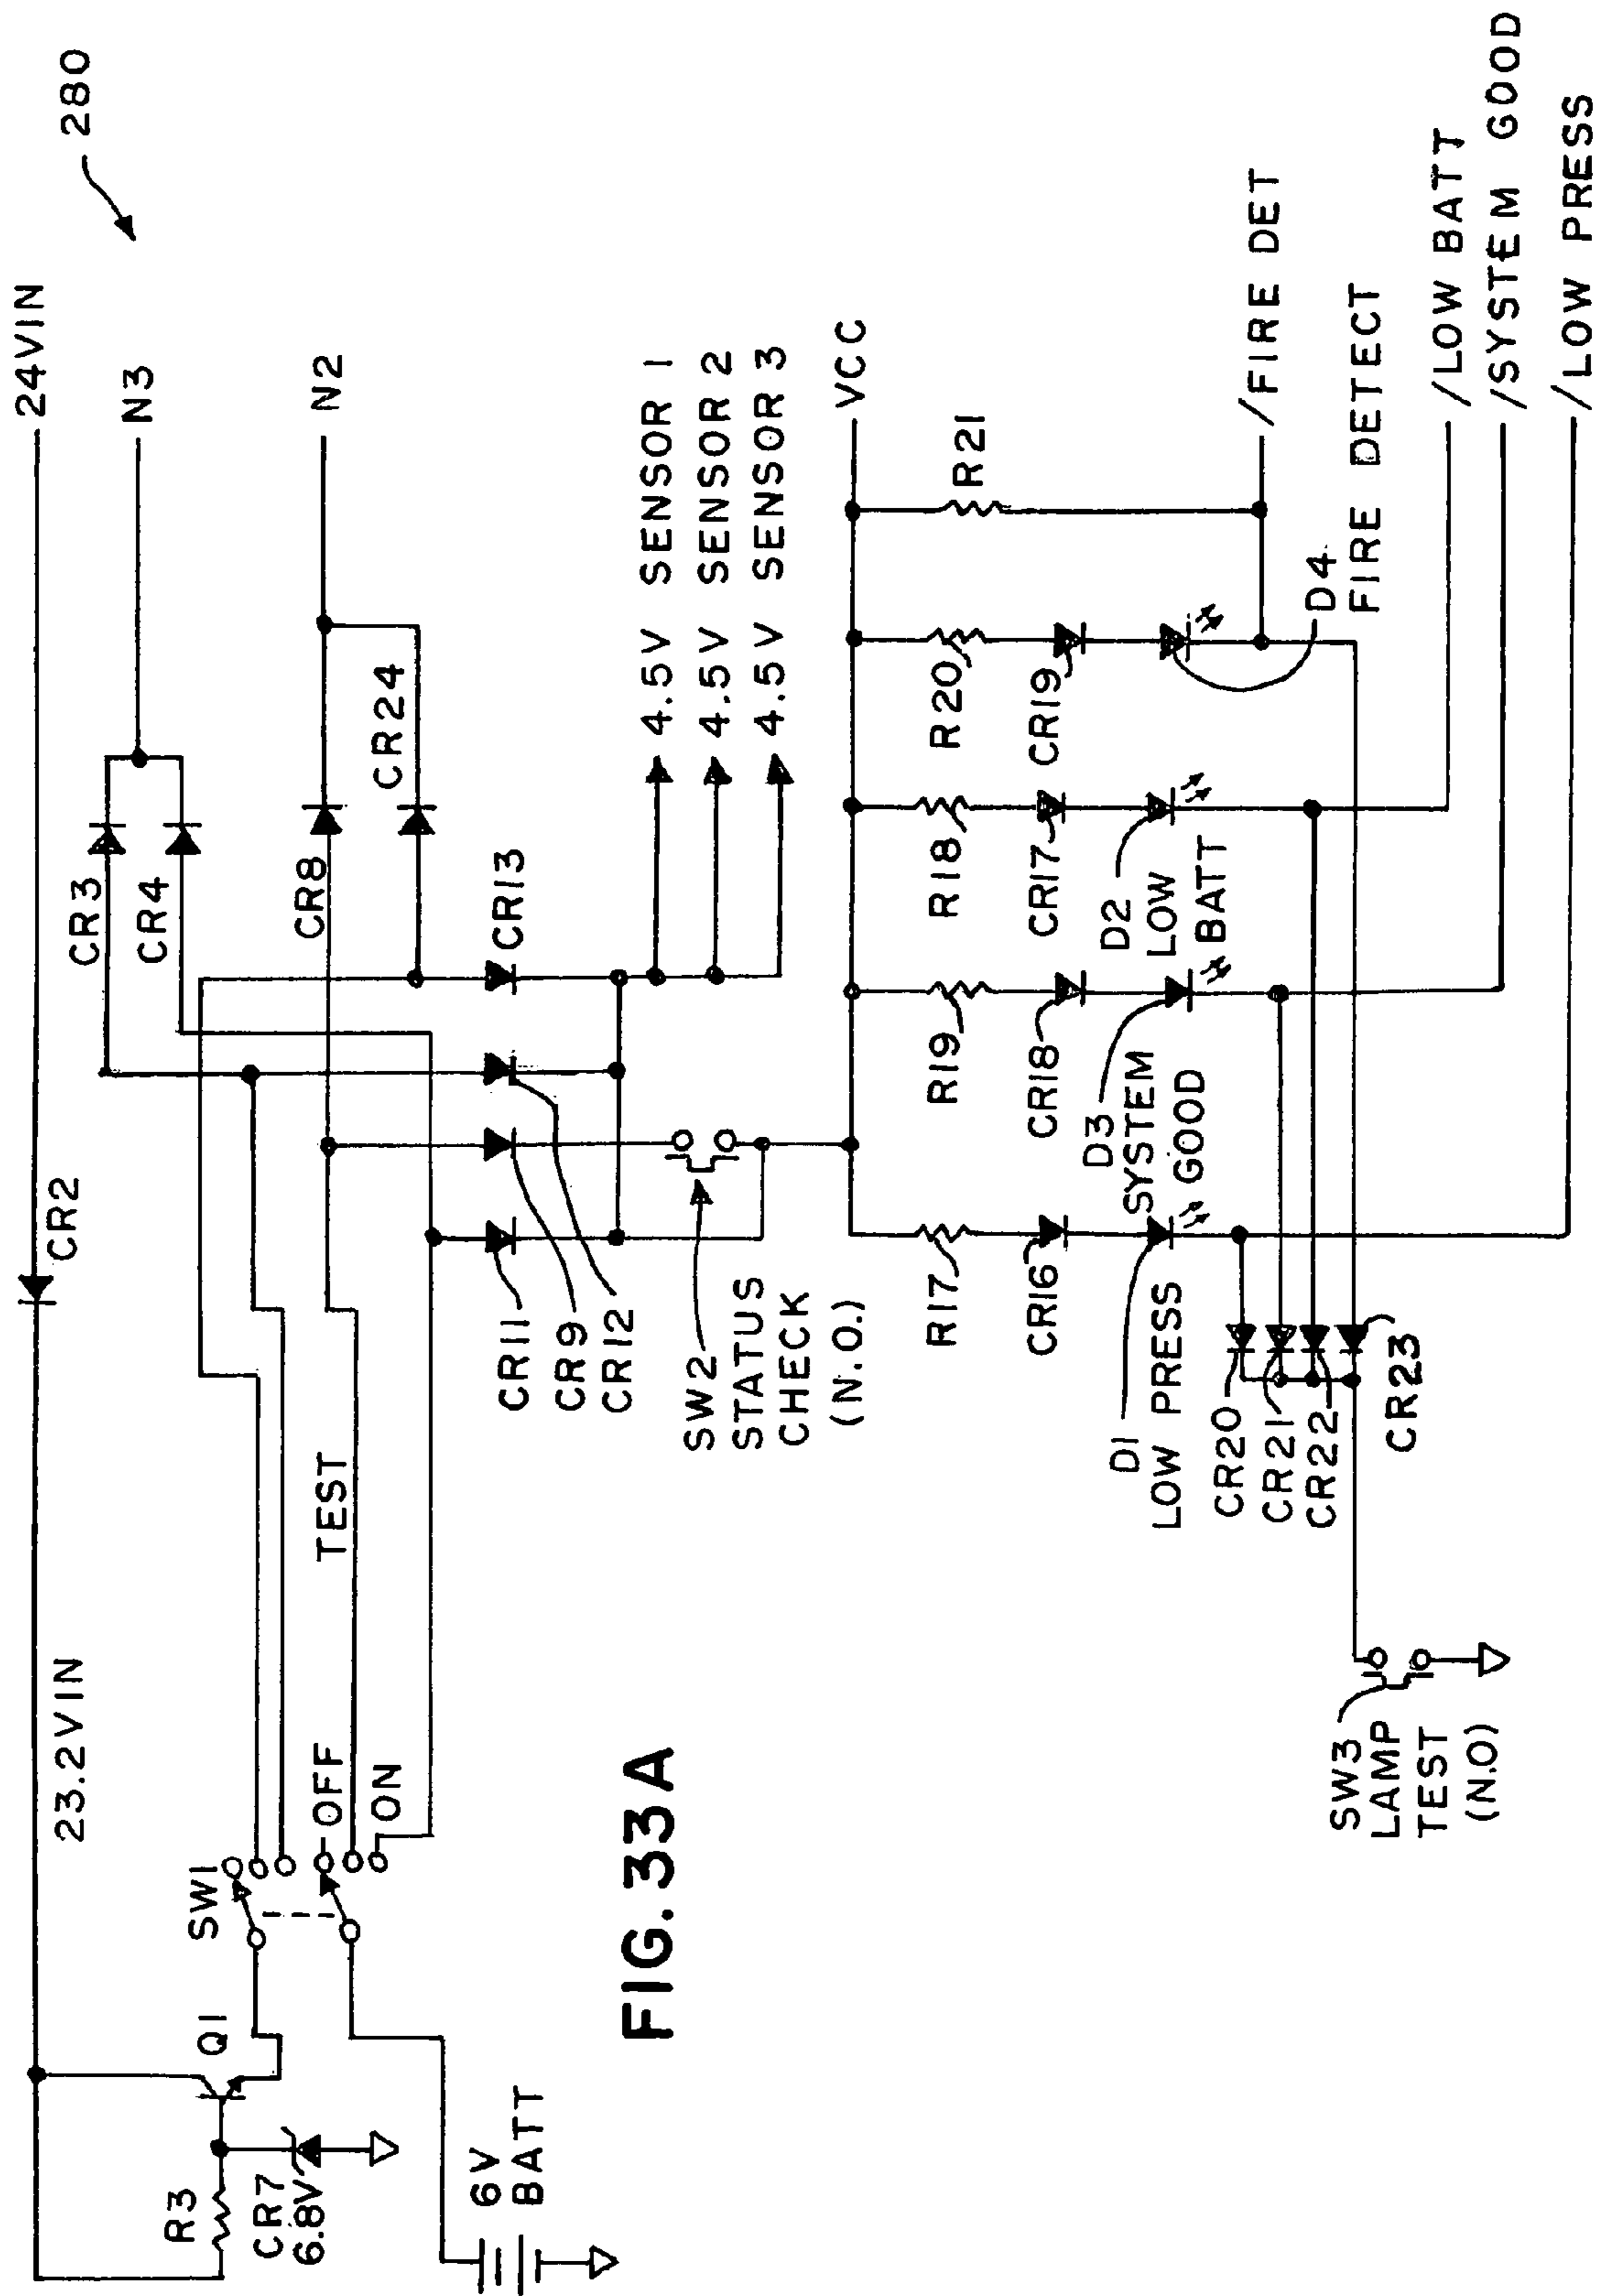 280
24VIN
N3
N2
CR3
CR4
CR8
CR24
CR13
CR2
23.2VIN
4.5V SENSOR 1
4.5V SENSOR 2
4.5V SENSOR 3
SW1
OFF
TEST
ON
Q1
R3
CR7
6.8V
6V
BATT
CR11
CR9
CR12
SW2
STATUS
CHECK
(N.O.)
VCC
R21
R20
R18
R19
R17
CR19
CR17
CR18
CR16
/FIRE DET
D4
FIRE DETECT
D2
LOW
BATT
D3
SYSTEM
GOOD
D1
LOW PRESS
/LOW BATT
/SYSTEM GOOD
/LOW PRESS
CR20
CR21
CR22
CR23
SW3
LAMP
TEST
(N.O)
FIG. 33A